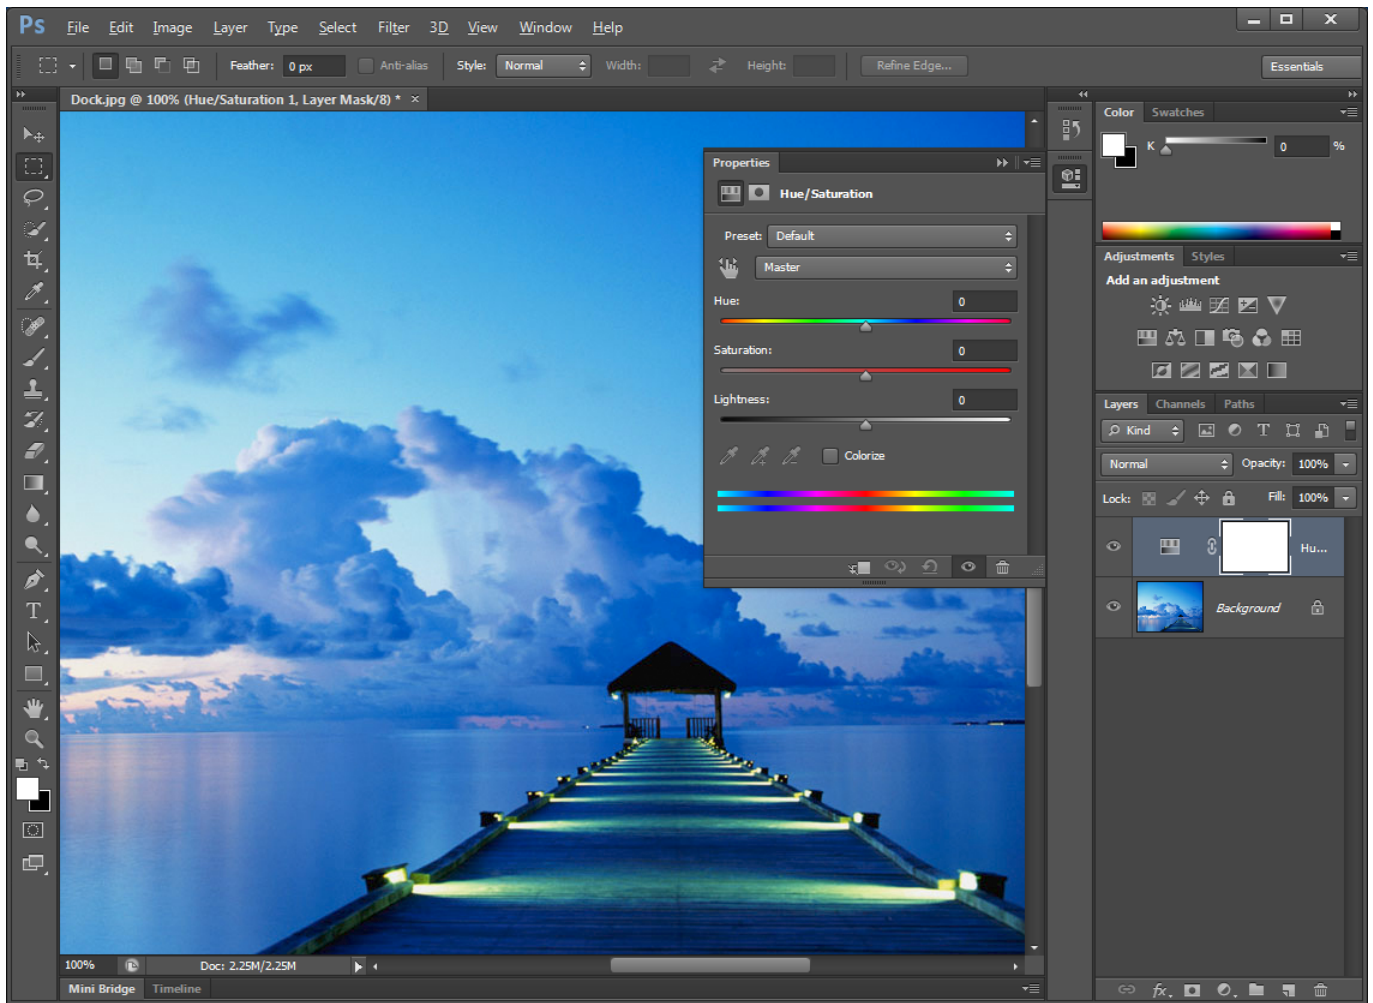 Ps File Edit Image Layer Type Select Filter 3D View Window Help
Feather: 0 px Anti-alias Style: Normal Width: Height: Refine Edge... Essentials
Dock.jpg @ 100% (Hue/Saturation 1, Layer Mask/8) * ×
Properties
Hue/Saturation
Preset: Default
Master
Hue: 0
Saturation: 0
Lightness: 0
Colorize
Color Swatches
K 0 %
Adjustments Styles
Add an adjustment
Layers Channels Paths
Kind
Normal Opacity: 100%
Lock: Fill: 100%
Hu...
Background
100% Doc: 2.25M/2.25M
Mini Bridge Timeline